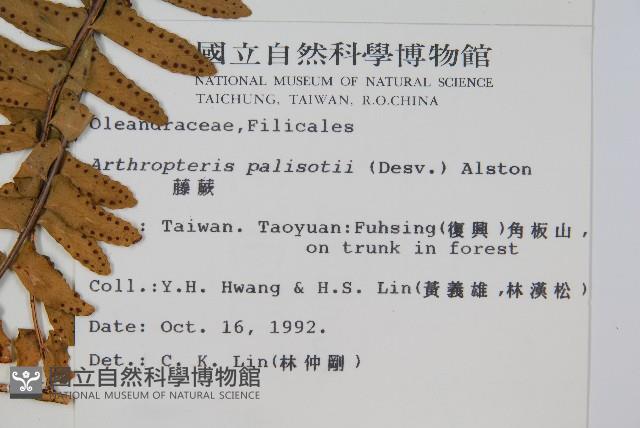 國立自然科學博物館
NATIONAL MUSEUM OF NATURAL SCIENCE
TAICHUNG, TAIWAN, R.O.CHINA
Oleandraceae,Filicales
Arthropteris palisotii (Desv.) Alston
藤蕨
: Taiwan. Taoyuan:Fuhsing(復興)角板山,
on trunk in forest
Coll.:Y.H. Hwang & H.S. Lin(黃義雄,林漢松)
Date: Oct. 16, 1992.
Det.: C. K. Lin(林仲剛)
國立自然科學博物館
NATIONAL MUSEUM OF NATURAL SCIENCE